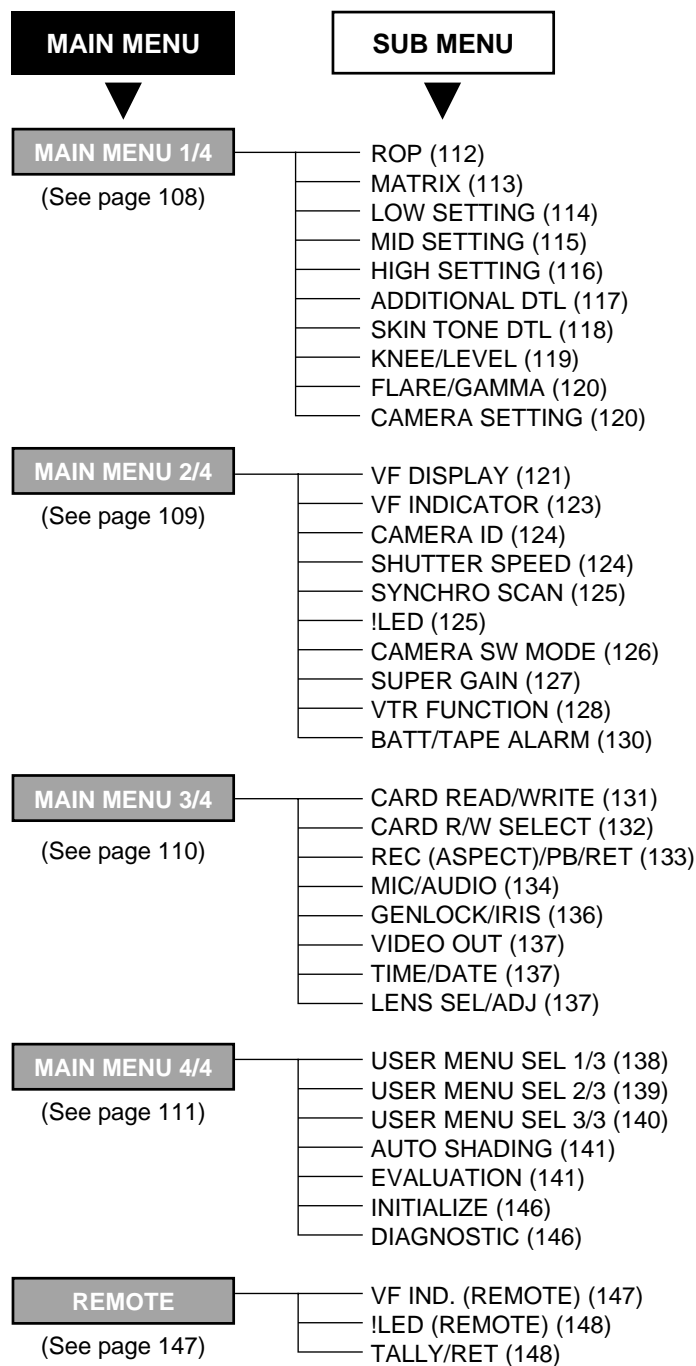 MAIN MENU
SUB MENU
MAIN MENU 1/4
(See page 108)
ROP (112)
MATRIX (113)
LOW SETTING (114)
MID SETTING (115)
HIGH SETTING (116)
ADDITIONAL DTL (117)
SKIN TONE DTL (118)
KNEE/LEVEL (119)
FLARE/GAMMA (120)
CAMERA SETTING (120)
MAIN MENU 2/4
(See page 109)
VF DISPLAY (121)
VF INDICATOR (123)
CAMERA ID (124)
SHUTTER SPEED (124)
SYNCHRO SCAN (125)
!LED (125)
CAMERA SW MODE (126)
SUPER GAIN (127)
VTR FUNCTION (128)
BATT/TAPE ALARM (130)
MAIN MENU 3/4
(See page 110)
CARD READ/WRITE (131)
CARD R/W SELECT (132)
REC (ASPECT)/PB/RET (133)
MIC/AUDIO (134)
GENLOCK/IRIS (136)
VIDEO OUT (137)
TIME/DATE (137)
LENS SEL/ADJ (137)
MAIN MENU 4/4
(See page 111)
USER MENU SEL 1/3 (138)
USER MENU SEL 2/3 (139)
USER MENU SEL 3/3 (140)
AUTO SHADING (141)
EVALUATION (141)
INITIALIZE (146)
DIAGNOSTIC (146)
REMOTE
(See page 147)
VF IND. (REMOTE) (147)
!LED (REMOTE) (148)
TALLY/RET (148)